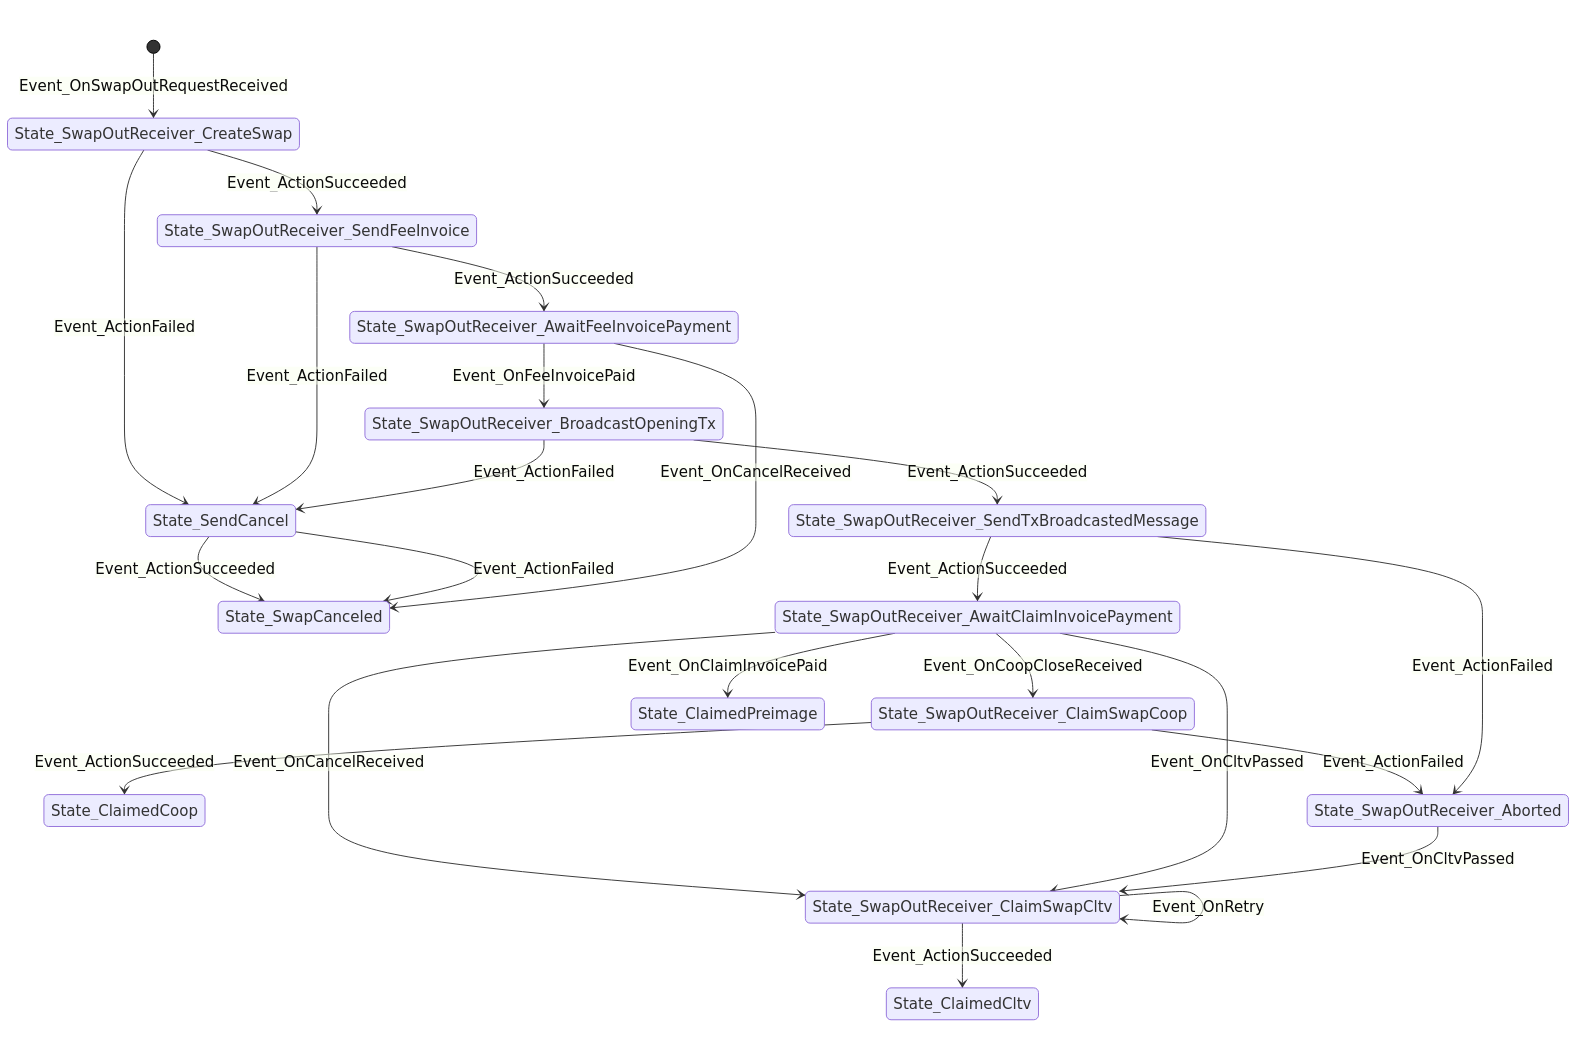 Event_OnSwapOutRequestReceived
State_SwapOutReceiver_CreateSwap
Event_ActionSucceeded
State_SwapOutReceiver_SendFeeInvoice
Event_ActionSucceeded
Event_ActionFailed
State_SwapOutReceiver_AwaitFeeInvoicePayment
Event_ActionFailed
Event_OnFeeInvoicePaid
State_SwapOutReceiver_BroadcastOpeningTx
Event_ActionFailed
Event_OnCancelReceived
Event_ActionSucceeded
State_SendCancel
State_SwapOutReceiver_SendTxBroadcastedMessage
Event_ActionSucceeded
Event_ActionFailed
Event_ActionSucceeded
State_SwapCanceled
State_SwapOutReceiver_AwaitClaimInvoicePayment
Event_OnClaimInvoicePaid
Event_OnCoopCloseReceived
Event_ActionFailed
State_ClaimedPreimage
State_SwapOutReceiver_ClaimSwapCoop
Event_ActionSucceeded
Event_OnCancelReceived
Event_OnCltvPassed
Event_ActionFailed
State_ClaimedCoop
State_SwapOutReceiver_Aborted
Event_OnCltvPassed
State_SwapOutReceiver_ClaimSwapCltv
Event_OnRetry
Event_ActionSucceeded
State_ClaimedCltv